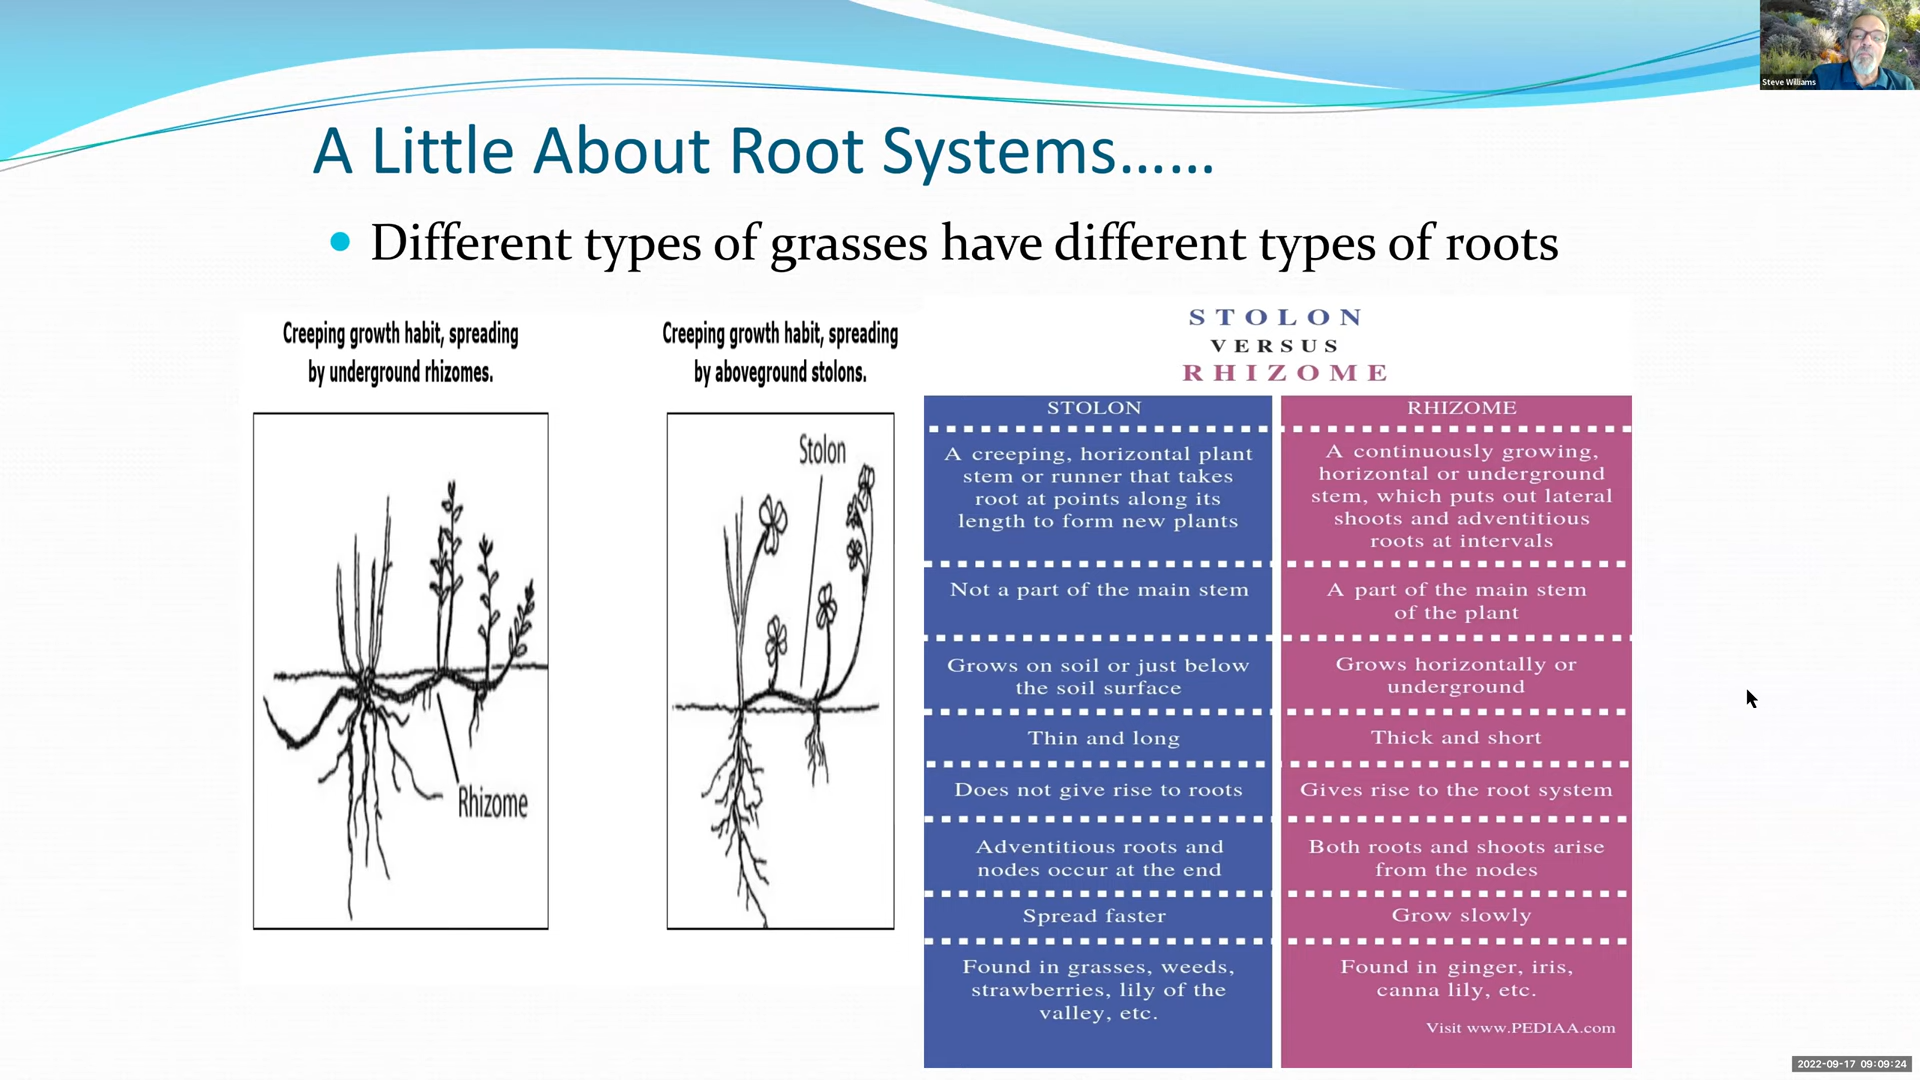 Steve Williams
A Little About Root Systems......
Different types of grasses have different types of roots
Creeping growth habit, spreading
by underground rhizomes.
Rhizome
Creeping growth habit, spreading
by aboveground stolons.
Stolon
STOLON
VERSUS
RHIZOME
STOLON
A creeping, horizontal plant
stem or runner that takes
root at points along its
length to form new plants
Not a part of the main stem
Grows on soil or just below
the soil surface
Thin and long
Does not give rise to roots
Adventitious roots and
nodes occur at the end
Spread faster
Found in grasses, weeds,
strawberries, lily of the
valley, etc.
RHIZOME
A continuously growing,
horizontal or underground
stem, which puts out lateral
shoots and adventitious
roots at intervals
A part of the main stem
of the plant
Grows horizontally or
underground
Thick and short
Gives rise to the root system
Both roots and shoots arise
from the nodes
Grow slowly
Found in ginger, iris,
canna lily, etc.
Visit www.PEDIAA.com
2022-09-17 09:09:24